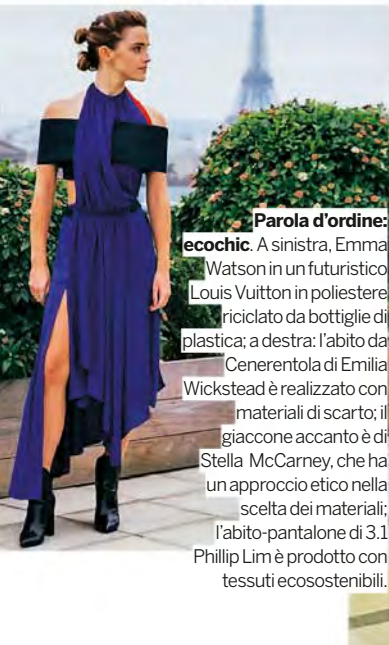 Parola d'ordine:
ecochic. A sinistra, Emma
Watson in un futuristico
Louis Vuitton in poliestere
riciclato da bottiglie di
plastica; a destra: l'abito da
Cenerentola di Emilia
Wickstead è realizzato con
materiali di scarto; il
giaccone accanto è di
Stella McCarney, che ha
un approccio etico nella
scelta dei materiali;
l'abito-pantalone di 3.1
Phillip Lim è prodotto con
tessuti ecosostenibili.